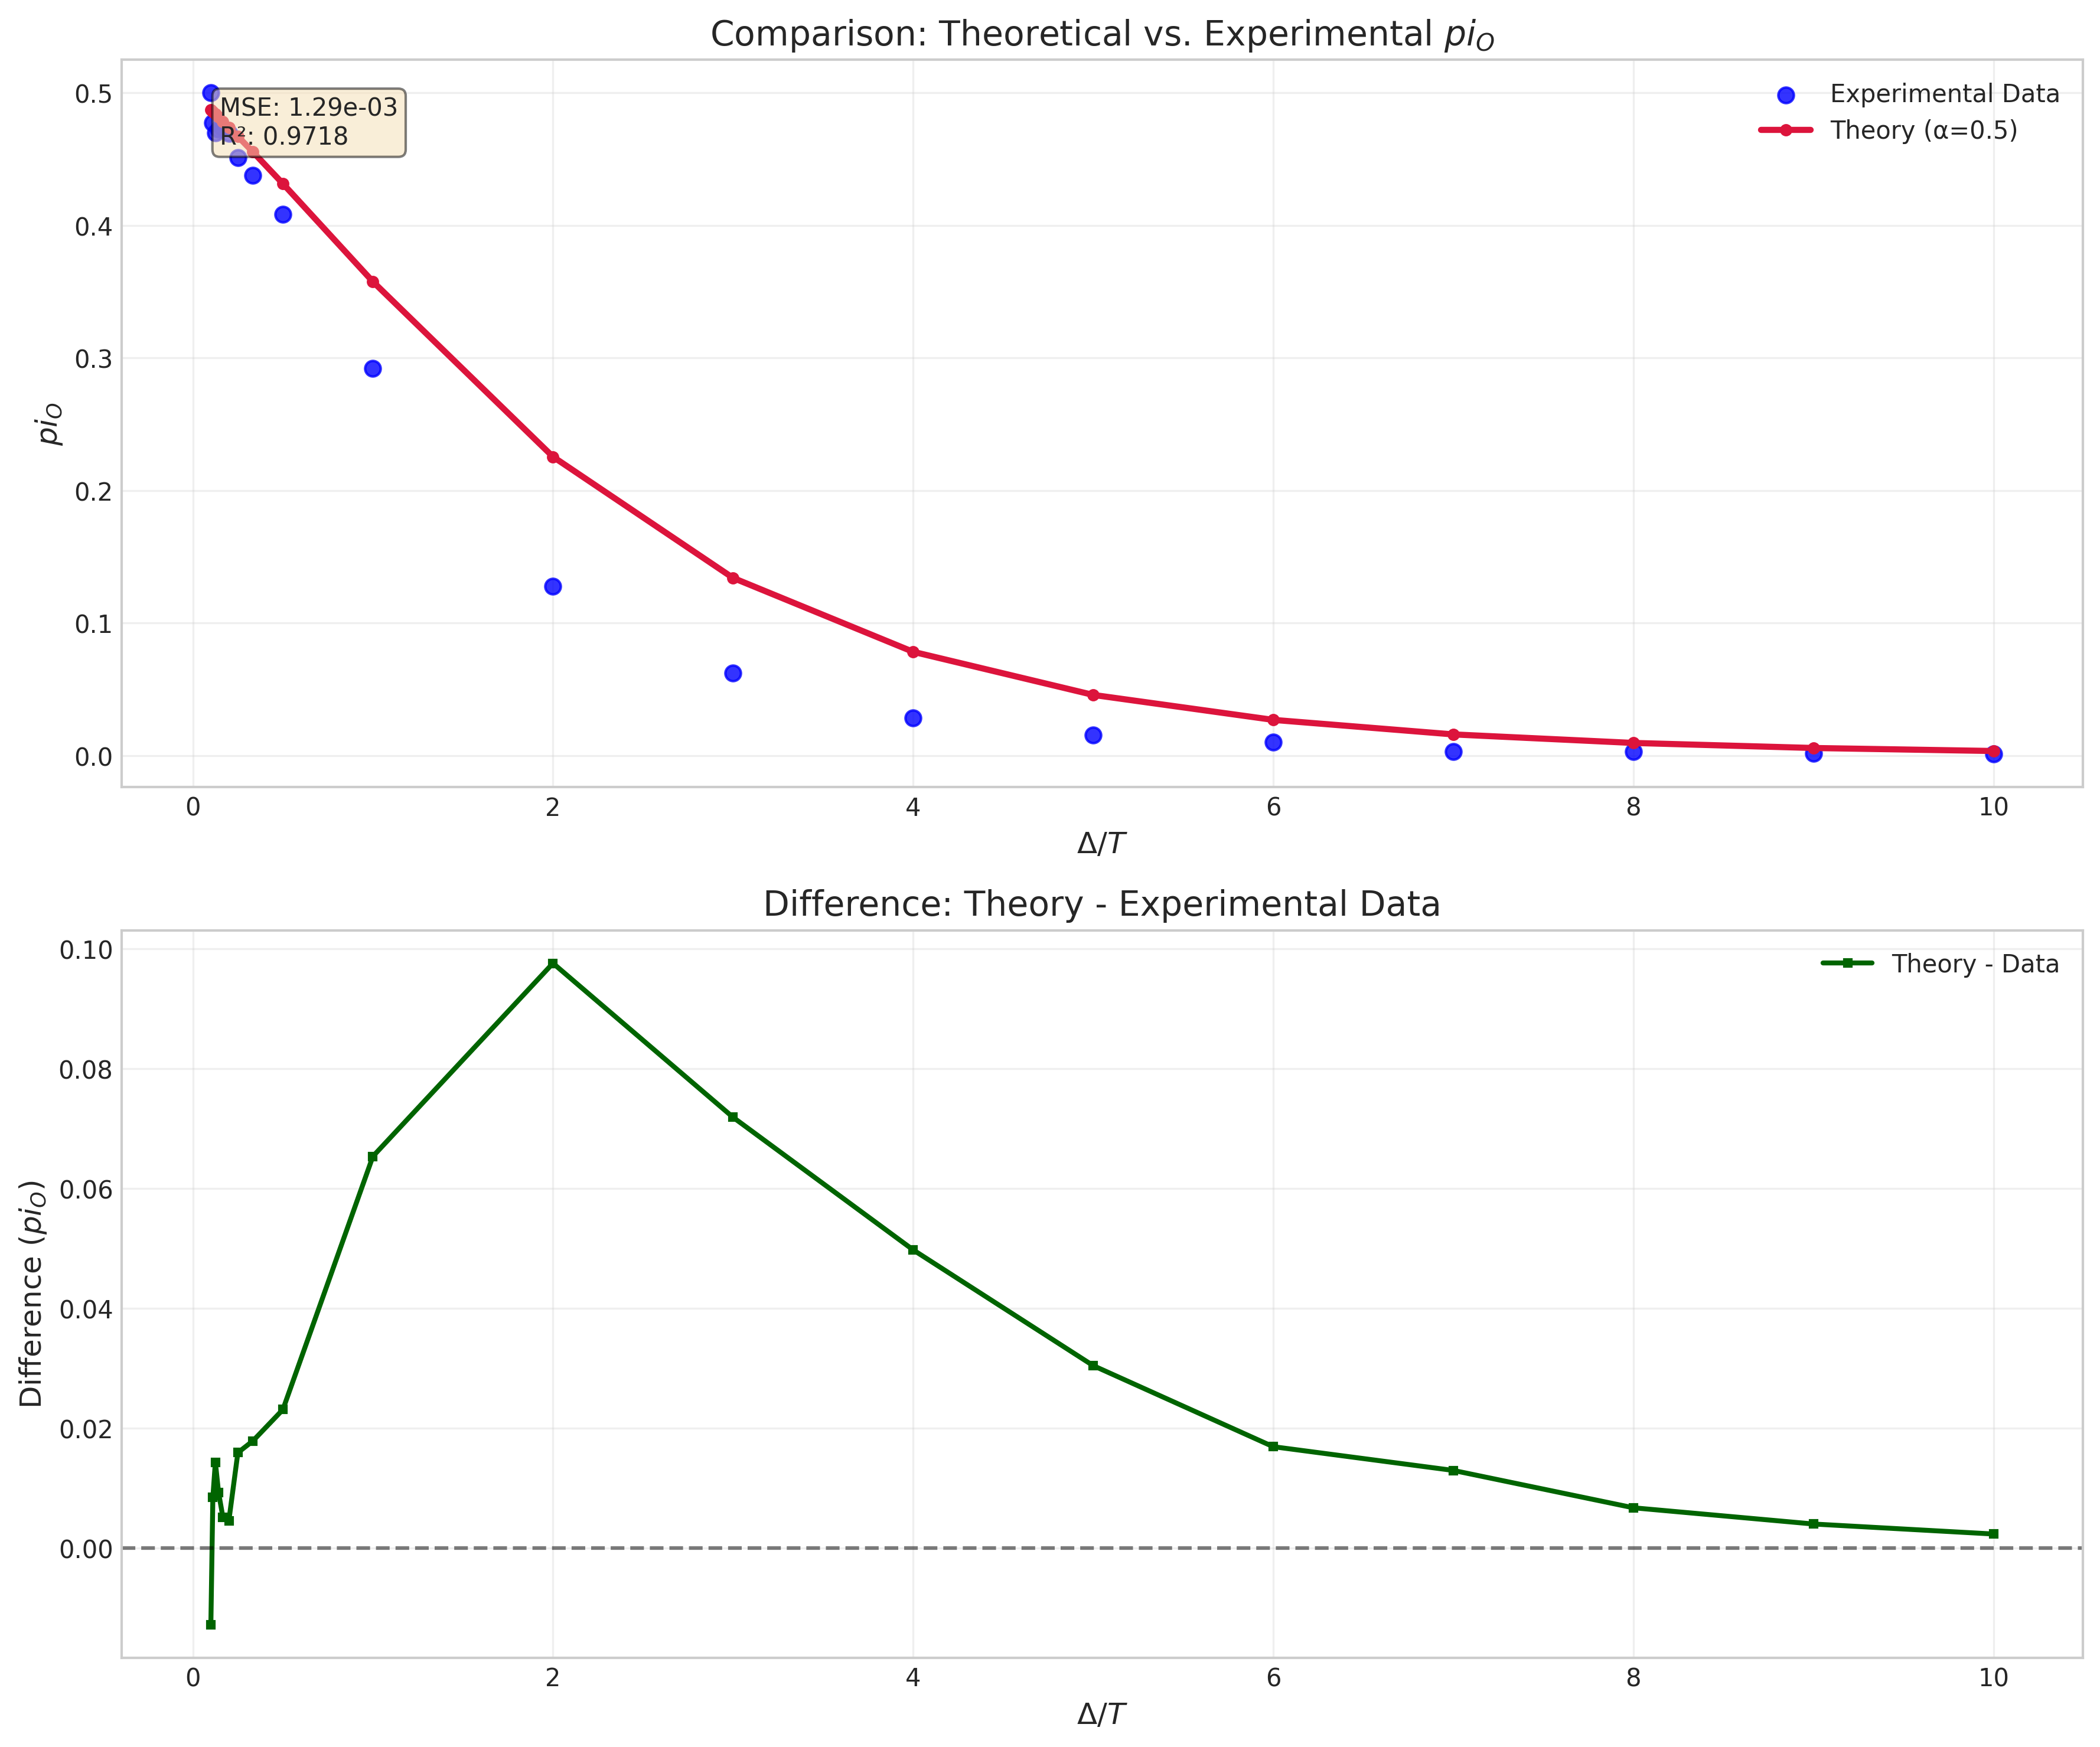 Comparison: Theoretical vs. Experimental pi_O
0.5
0.4
0.3
0.2
0.1
0.0
pi_O
MSE: 1.29e-03
R²: 0.9718
Experimental Data
Theory (α=0.5)
0 2 4 6 8 10
Δ/T
Difference: Theory - Experimental Data
0.10
0.08
0.06
0.04
0.02
0.00
Difference (pi_O)
Theory - Data
0 2 4 6 8 10
Δ/T